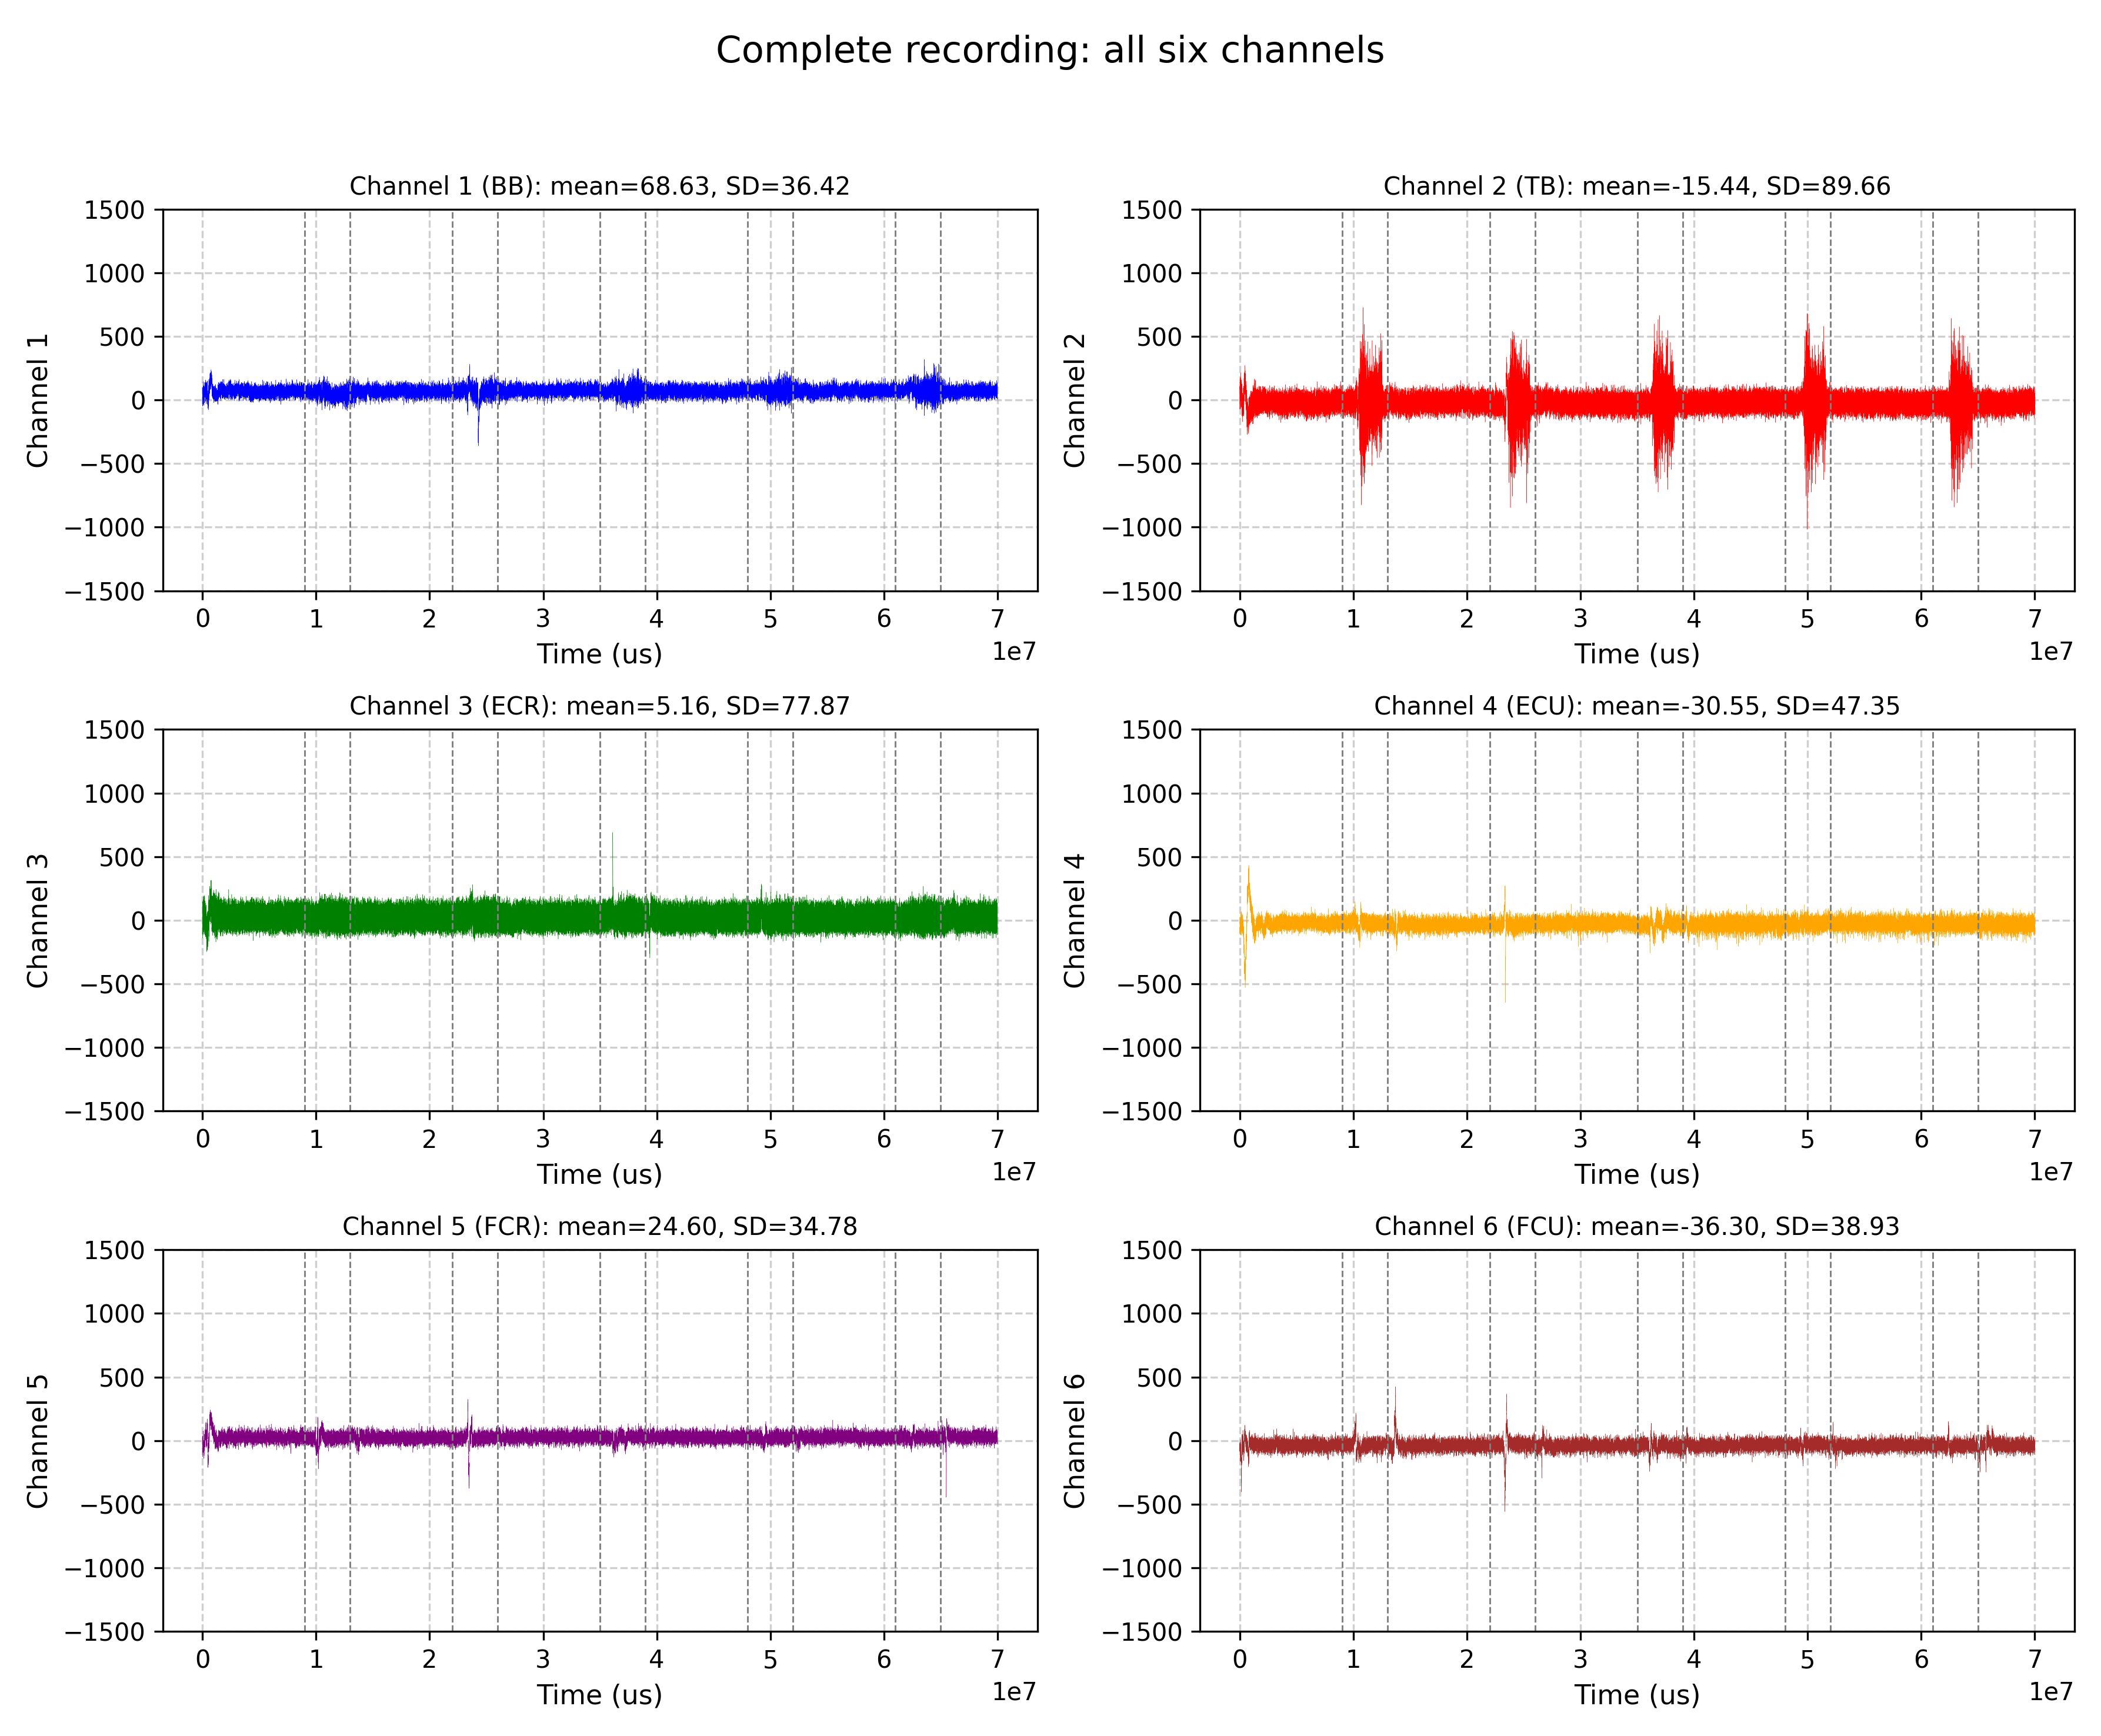 Complete recording: all six channels
Channel 1 (BB): mean=68.63, SD=36.42
Channel 1
1500
1000
500
0
−500
−1000
−1500
0 1 2 3 4 5 6 7
1e7
Time (us)
Channel 2 (TB): mean=-15.44, SD=89.66
Channel 2
1500
1000
500
0
−500
−1000
−1500
0 1 2 3 4 5 6 7
1e7
Time (us)
Channel 3 (ECR): mean=5.16, SD=77.87
Channel 3
1500
1000
500
0
−500
−1000
−1500
0 1 2 3 4 5 6 7
1e7
Time (us)
Channel 4 (ECU): mean=-30.55, SD=47.35
Channel 4
1500
1000
500
0
−500
−1000
−1500
0 1 2 3 4 5 6 7
1e7
Time (us)
Channel 5 (FCR): mean=24.60, SD=34.78
Channel 5
1500
1000
500
0
−500
−1000
−1500
0 1 2 3 4 5 6 7
1e7
Time (us)
Channel 6 (FCU): mean=-36.30, SD=38.93
Channel 6
1500
1000
500
0
−500
−1000
−1500
0 1 2 3 4 5 6 7
1e7
Time (us)